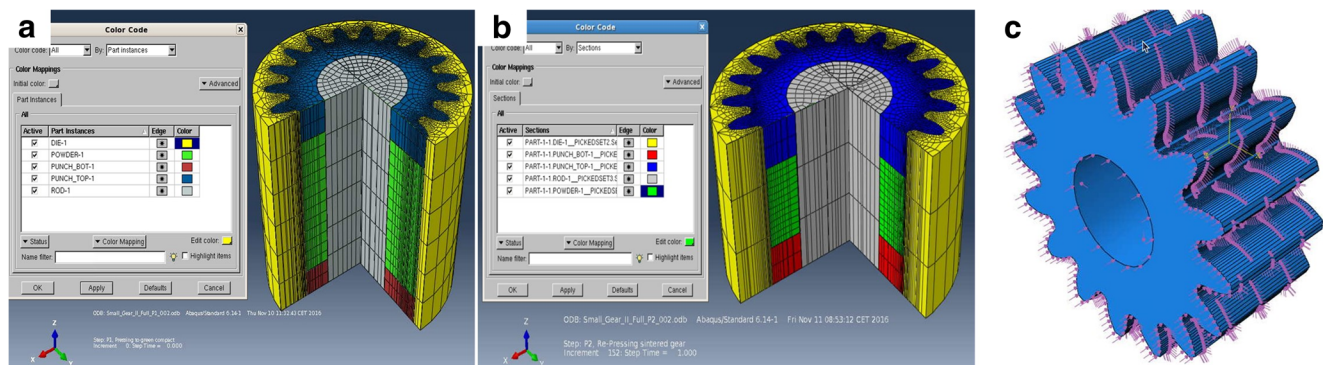 a
Color Code
Color code: All By: Part instances
Color Mappings
Initial color: Advanced
Part Instances
All
Active Part Instances Edge Color
DIE-1
POWDER-1
PUNCH_BOT-1
PUNCH_TOP-1
ROD-1
Status Color Mapping Edit color:
Name filter: Highlight items
OK Apply Defaults Cancel
ODB: Small_Gear_II_Full_P1_002.odb Abaqus/Standard 6.14-1 Thu Nov 10 11:32:43 CET 2016
Z
X
Step: P2, Pressing to green compact
Increment 0: Step Time = 0.000
b
Color Code
Color code: All By: Sections
Color Mappings
Initial color: Advanced
Sections
All
Active Sections Edge Color
PART-1-1.DIE-1__PICKEDSET2.Se
PART-1-1.PUNCH_BOT-1__PICKE
PART-1-1.PUNCH_TOP-1__PICKE
PART-1-1.ROD-1__PICKEDSET3.S
PART-1-1.POWDER-1__PICKEDSE
Status Color Mapping Edit color:
Name filter: Highlight items
OK Apply Defaults Cancel
ODB: Small_Gear_II_Full_P2_002.odb Abaqus/Standard 6.14-1 Fri Nov 11 08:53:12 CET 2016
Z
X
Step: P2, Re-Pressing sintered gear
Increment 152: Step Time = 1.000
c